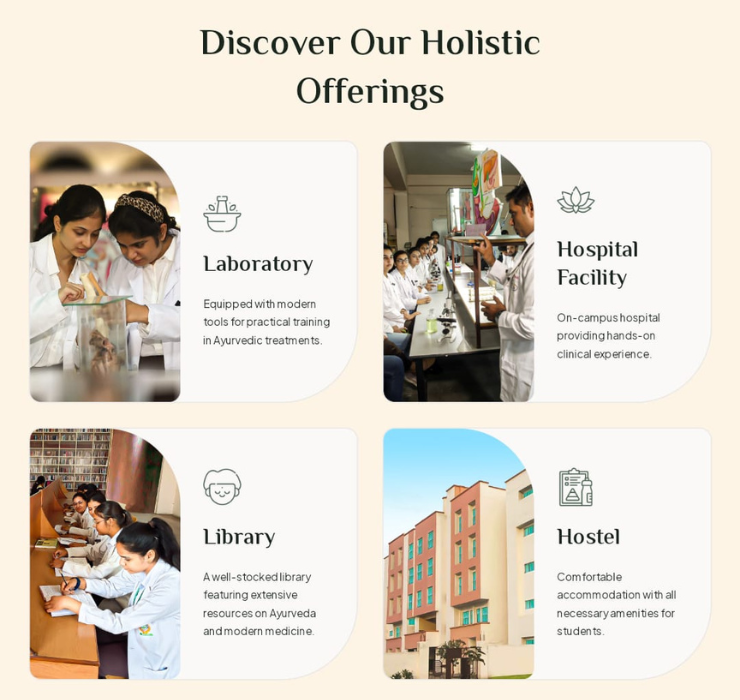 Discover Our Holistic
Offerings
Laboratory
Equipped with modern
tools for practical training
in Ayurvedic treatments.
Hospital
Facility
On-campus hospital
providing hands-on
clinical experience.
Library
A well-stocked library
featuring extensive
resources on Ayurveda
and modern medicine.
Hostel
Comfortable
accommodation with all
necessary amenities for
students.